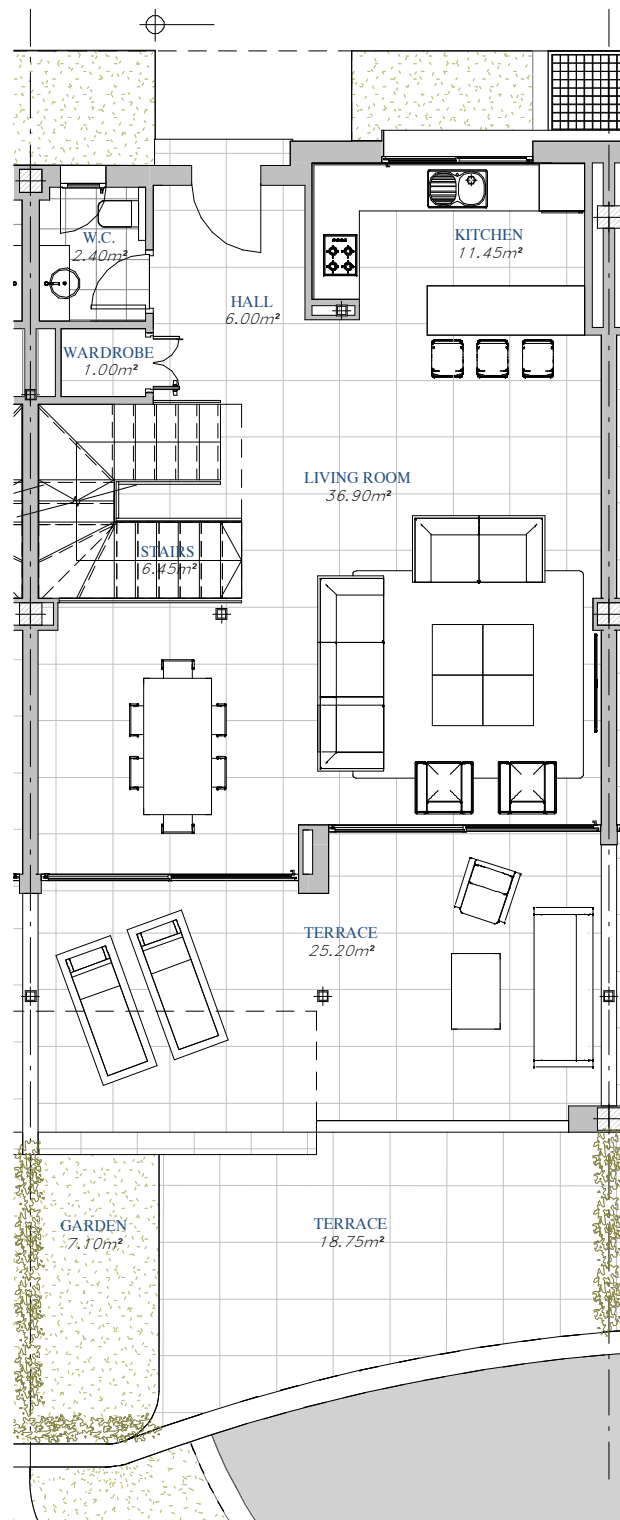 W.C.
2.40m²
KITCHEN
11.45m²
HALL
6.00m²
WARDROBE
1.00m²
LIVING ROOM
36.90m²
STAIRS
6.45m²
TERRACE
25.20m²
GARDEN
7.10m²
TERRACE
18.75m²